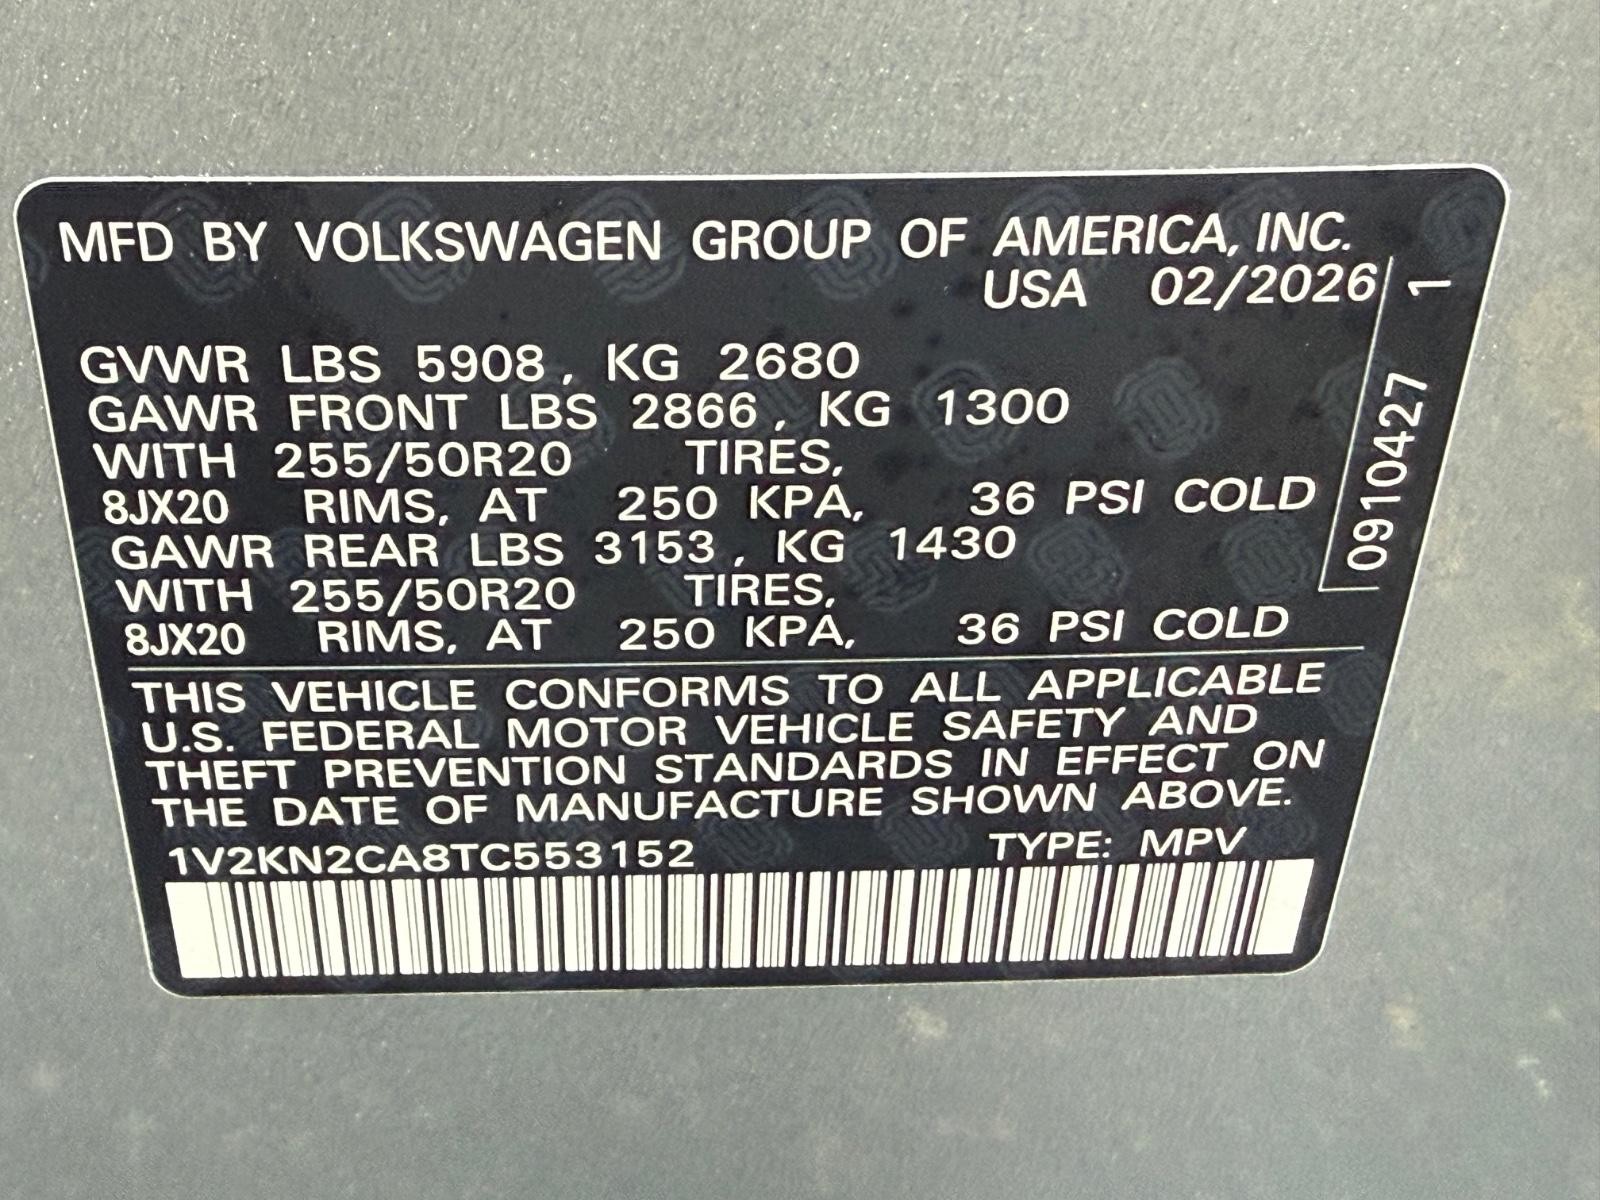 MFD BY VOLKSWAGEN GROUP OF AMERICA, INC.
USA 02/2026
GVWR LBS 5908, KG 2680
GAWR FRONT LBS 2866, KG 1300
WITH 255/50R20 TIRES,
8JX20 RIMS, AT 250 KPA, 36 PSI COLD
GAWR REAR LBS 3153, KG 1430
WITH 255/50R20 TIRES,
8JX20 RIMS, AT 250 KPA, 36 PSI COLD
0910427 1
THIS VEHICLE CONFORMS TO ALL APPLICABLE
U.S. FEDERAL MOTOR VEHICLE SAFETY AND
THEFT PREVENTION STANDARDS IN EFFECT ON
THE DATE OF MANUFACTURE SHOWN ABOVE.
1V2KN2CA8TC553152 TYPE: MPV